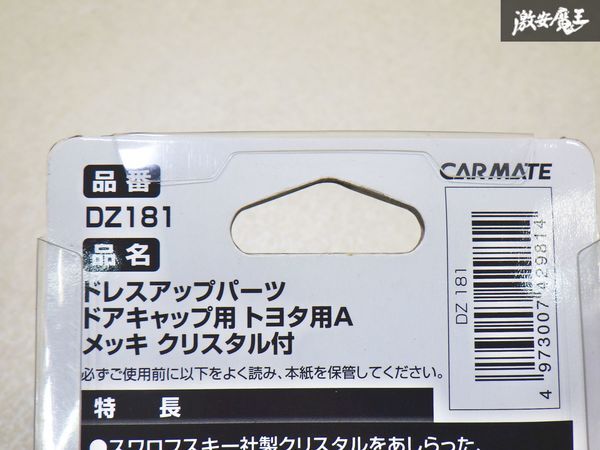 激安魔王
品番
CARMATE
DZ181
品名
ドレスアップパーツ
ドアキャップ用 トヨタ用A
メッキ クリスタル付
必ずご使用前に以下をよく読み、本紙を保管してください。
特長
●スワロフスキー社製クリスタルをあしらった、
DZ 181
4 973007 429814